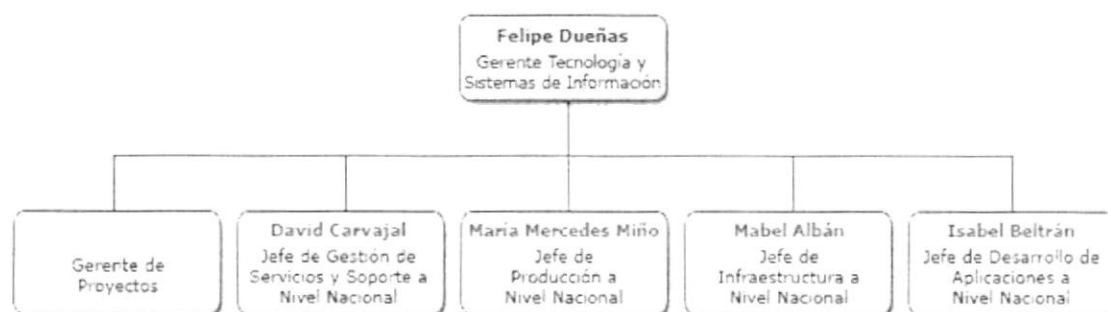 Felipe Dueñas
Gerente Tecnología y
Sistemas de Información
Gerente de
Proyectos
David Carvajal
Jefe de Gestión de
Servicios y Soporte a
Nivel Nacional
María Mercedes Miño
Jefe de
Producción a
Nivel Nacional
Mabel Albán
Jefe de
Infraestructura a
Nivel Nacional
Isabel Beltrán
Jefe de Desarrollo de
Aplicaciones a
Nivel Nacional